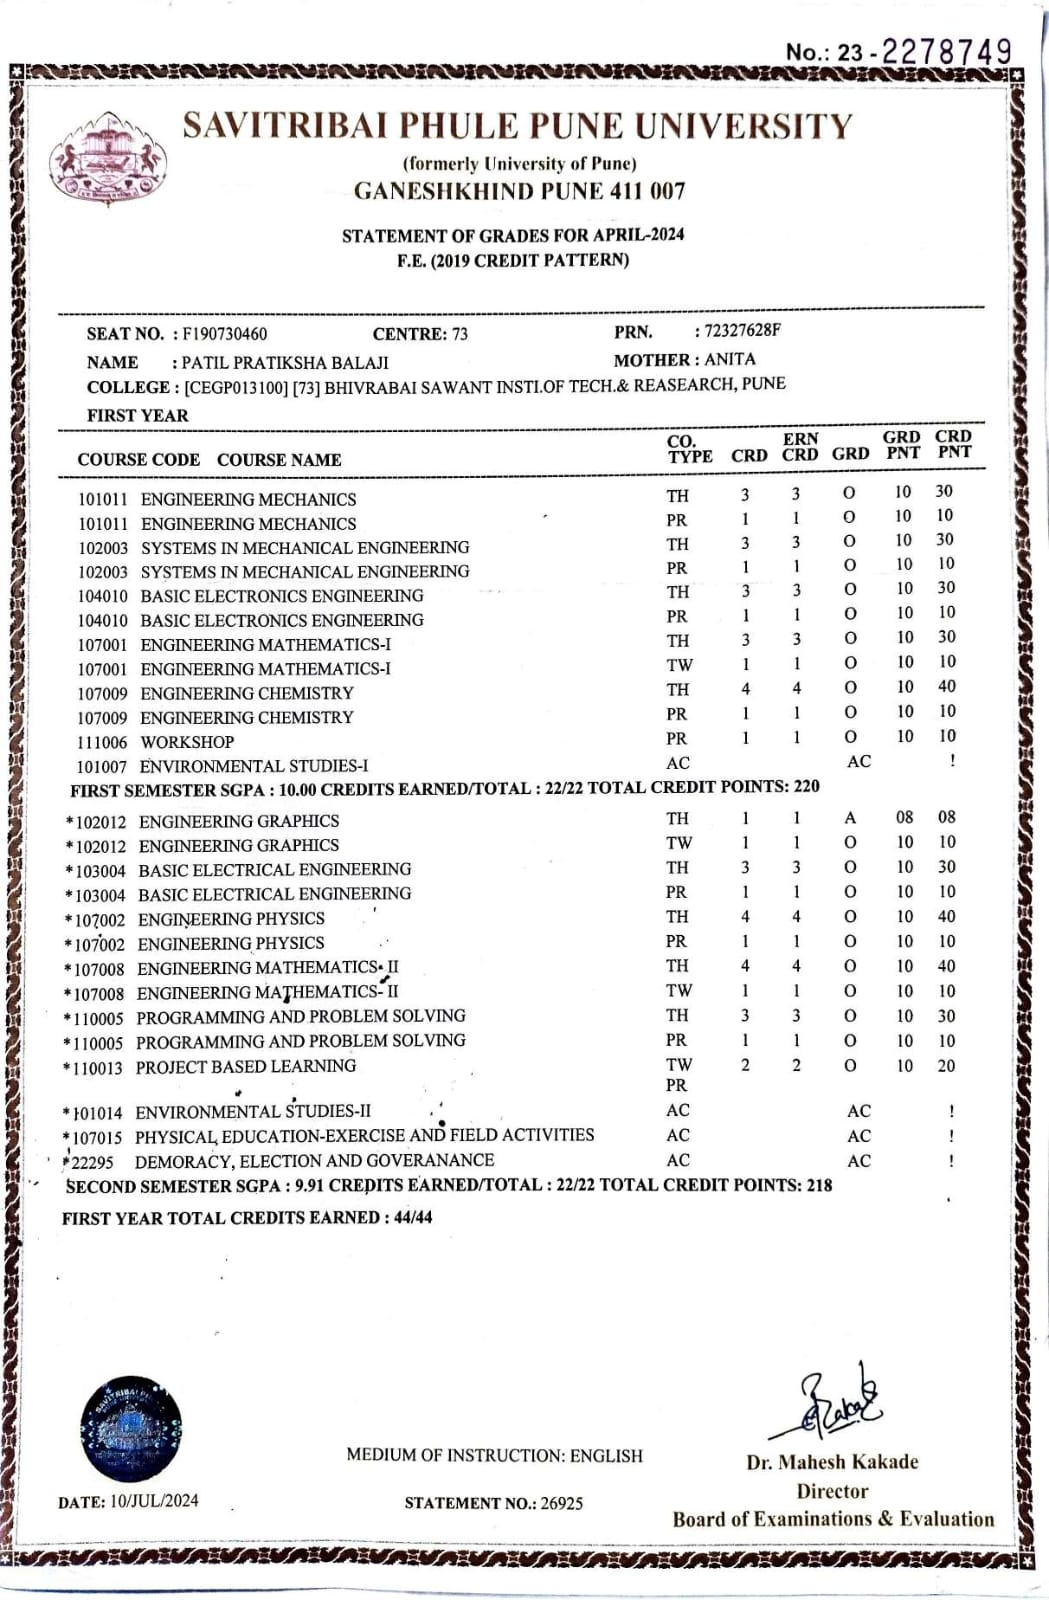 No.: 23 - 2278749
SAVITRIBAI PHULE PUNE UNIVERSITY
(formerly University of Pune)
GANESHKHIND PUNE 411 007
STATEMENT OF GRADES FOR APRIL-2024
F.E. (2019 CREDIT PATTERN)
SEAT NO. : F190730460 CENTRE: 73 PRN. : 72327628F
NAME : PATIL PRATIKSHA BALAJI MOTHER : ANITA
COLLEGE : [CEGP013100] [73] BHIVRABAI SAWANT INSTI.OF TECH.& REASEARCH, PUNE
FIRST YEAR
COURSE CODE COURSE NAME CO. TYPE CRD ERN CRD GRD GRD PNT CRD PNT
101011 ENGINEERING MECHANICS TH 3 3 O 10 30
101011 ENGINEERING MECHANICS PR 1 1 O 10 10
102003 SYSTEMS IN MECHANICAL ENGINEERING TH 3 3 O 10 30
102003 SYSTEMS IN MECHANICAL ENGINEERING PR 1 1 O 10 10
104010 BASIC ELECTRONICS ENGINEERING TH 3 3 O 10 30
104010 BASIC ELECTRONICS ENGINEERING PR 1 1 O 10 10
107001 ENGINEERING MATHEMATICS-I TH 3 3 O 10 30
107001 ENGINEERING MATHEMATICS-I TW 1 1 O 10 10
107009 ENGINEERING CHEMISTRY TH 4 4 O 10 40
107009 ENGINEERING CHEMISTRY PR 1 1 O 10 10
111006 WORKSHOP PR 1 1 O 10 10
101007 ENVIRONMENTAL STUDIES-I AC AC !
FIRST SEMESTER SGPA : 10.00 CREDITS EARNED/TOTAL : 22/22 TOTAL CREDIT POINTS: 220
*102012 ENGINEERING GRAPHICS TH 1 1 A 08 08
*102012 ENGINEERING GRAPHICS TW 1 1 O 10 10
*103004 BASIC ELECTRICAL ENGINEERING TH 3 3 O 10 30
*103004 BASIC ELECTRICAL ENGINEERING PR 1 1 O 10 10
*107002 ENGINEERING PHYSICS TH 4 4 O 10 40
*107002 ENGINEERING PHYSICS PR 1 1 O 10 10
*107008 ENGINEERING MATHEMATICS- II TH 4 4 O 10 40
*107008 ENGINEERING MATHEMATICS- II TW 1 1 O 10 10
*110005 PROGRAMMING AND PROBLEM SOLVING TH 3 3 O 10 30
*110005 PROGRAMMING AND PROBLEM SOLVING PR 1 1 O 10 10
*110013 PROJECT BASED LEARNING TW 2 2 O 10 20
PR
*101014 ENVIRONMENTAL STUDIES-II AC AC !
*107015 PHYSICAL EDUCATION-EXERCISE AND FIELD ACTIVITIES AC AC !
*22295 DEMORACY, ELECTION AND GOVERANANCE AC AC !
SECOND SEMESTER SGPA : 9.91 CREDITS EARNED/TOTAL : 22/22 TOTAL CREDIT POINTS: 218
FIRST YEAR TOTAL CREDITS EARNED : 44/44
MEDIUM OF INSTRUCTION: ENGLISH
Dr. Mahesh Kakade
Director
Board of Examinations & Evaluation
DATE: 10/JUL/2024
STATEMENT NO.: 26925